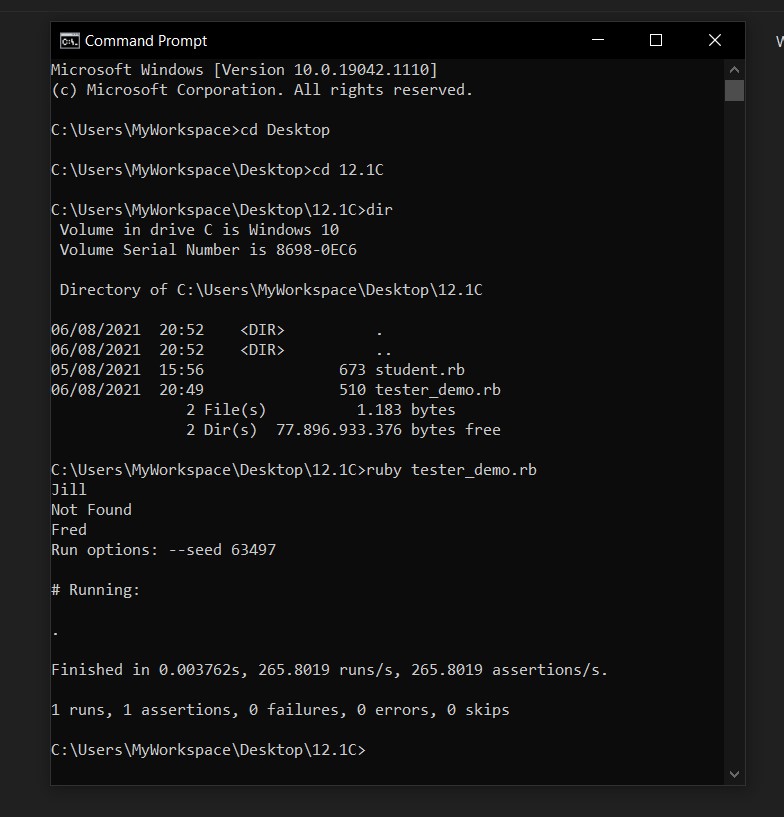 Command Prompt
Microsoft Windows [Version 10.0.19042.1110]
(c) Microsoft Corporation. All rights reserved.
C:\Users\MyWorkspace>cd Desktop
C:\Users\MyWorkspace\Desktop>cd 12.1C
C:\Users\MyWorkspace\Desktop\12.1C>dir
Volume in drive C is Windows 10
Volume Serial Number is 8698-0EC6
Directory of C:\Users\MyWorkspace\Desktop\12.1C
06/08/2021  20:52    <DIR>          .
06/08/2021  20:52    <DIR>          ..
05/08/2021  15:56               673 student.rb
06/08/2021  20:49               510 tester_demo.rb
2 File(s)          1.183 bytes
2 Dir(s)  77.896.933.376 bytes free
C:\Users\MyWorkspace\Desktop\12.1C>ruby tester_demo.rb
Jill
Not Found
Fred
Run options: --seed 63497
# Running:
.
Finished in 0.003762s, 265.8019 runs/s, 265.8019 assertions/s.
1 runs, 1 assertions, 0 failures, 0 errors, 0 skips
C:\Users\MyWorkspace\Desktop\12.1C>